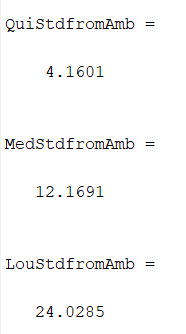 QuiStdfromAmb =
4.1601
MedStdfromAmb =
12.1691
LouStdfromAmb =
24.0285